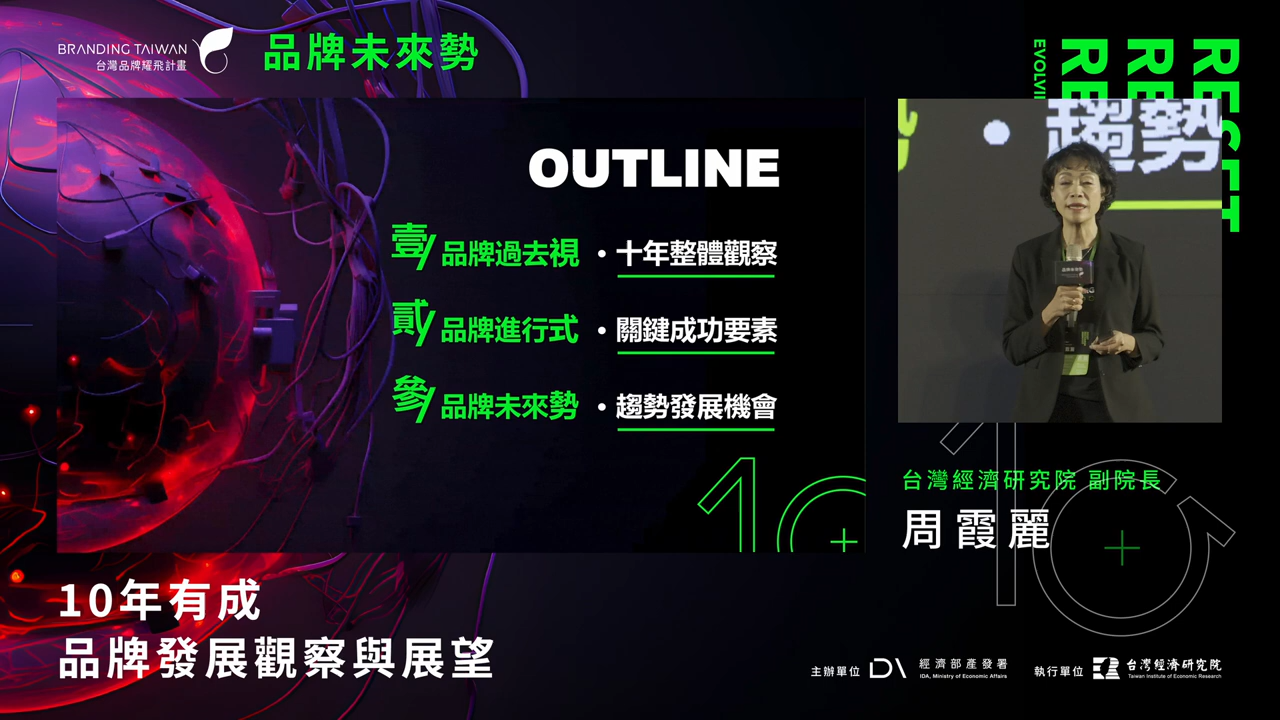 BRANDING TAIWAN
台灣品牌耀飛計畫
品牌未來勢
OUTLINE
壹/ 品牌過去視 •十年整體觀察
貳/ 品牌進行式 •關鍵成功要素
參/ 品牌未來勢 •趨勢發展機會
10
• 趨勢
台灣經濟研究院 副院長
周霞麗
10年有成
品牌發展觀察與展望
主辦單位 經濟部產發署
IDA, Ministry of Economic Affairs
執行單位 台灣經濟研究院
Taiwan Institute of Economic Research